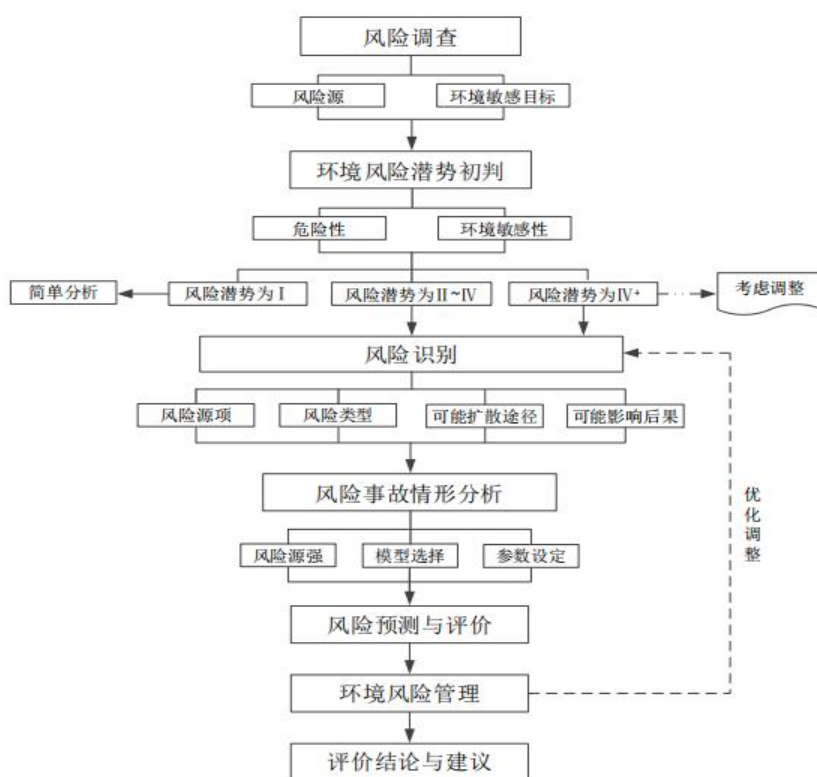 风险调查
风险源
环境敏感目标
环境风险潜势初判
危险性
环境敏感性
简单分析
风险潜势为Ⅰ
风险潜势为Ⅱ~Ⅳ
风险潜势为Ⅳ+
考虑调整
风险识别
风险源项
风险类型
可能扩散途径
可能影响后果
风险事故情形分析
风险源强
模型选择
参数设定
优化调整
风险预测与评价
环境风险管理
评价结论与建议